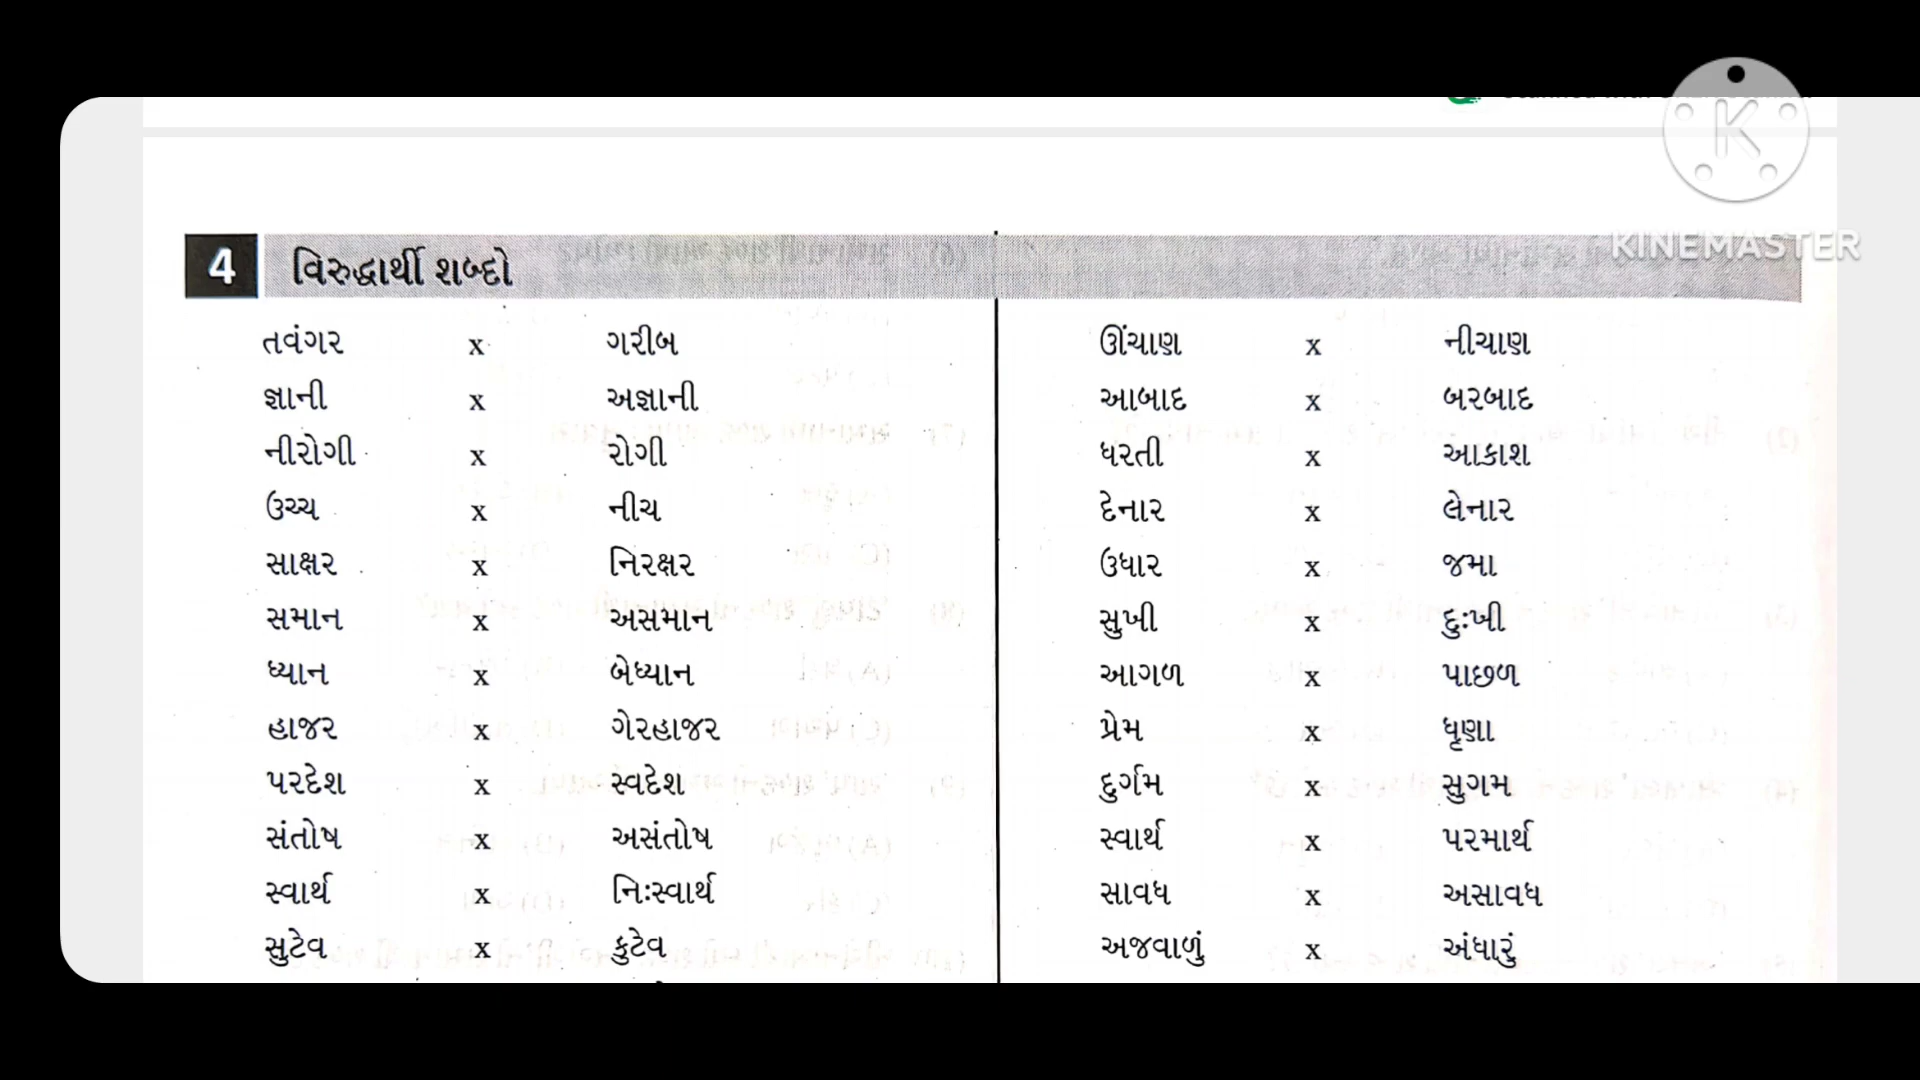 KINEMASTER
4 વિરુદ્ધાર્થી શબ્દો
તવંગર x ગરીબ
જ્ઞાની x અજ્ઞાની
નીરોગી x રોગી
ઉચ્ચ x નીચ
સાક્ષર x નિરક્ષર
સમાન x અસમાન
ધ્યાન x બેધ્યાન
હાજર x ગેરહાજર
પરદેશ x સ્વદેશ
સંતોષ x અસંતોષ
સ્વાર્થ x નિઃસ્વાર્થ
સુટેવ x કુટેવ
ઊંચાણ x નીચાણ
આબાદ x બરબાદ
ધરતી x આકાશ
દેનાર x લેનાર
ઉધાર x જમા
સુખી x દુઃખી
આગળ x પાછળ
પ્રેમ x ધૃણા
દુર્ગમ x સુગમ
સ્વાર્થ x પરમાર્થ
સાવધ x અસાવધ
અજવાળું x અંધારું